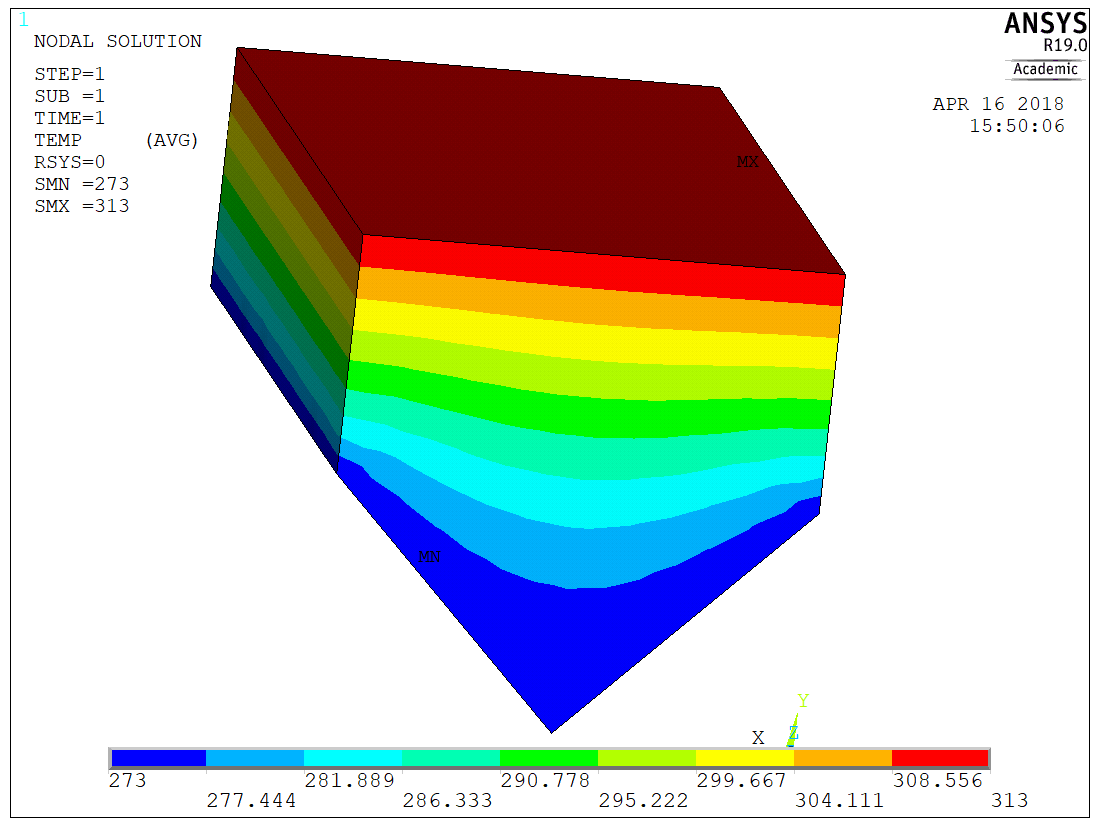 1
NODAL SOLUTION
STEP=1
SUB =1
TIME=1
TEMP (AVG)
RSYS=0
SMN =273
SMX =313
ANSYS
R19.0
Academic
APR 16 2018
15:50:06
MX
MN
Y
X Z
273 281.889 290.778 299.667 308.556
277.444 286.333 295.222 304.111 313